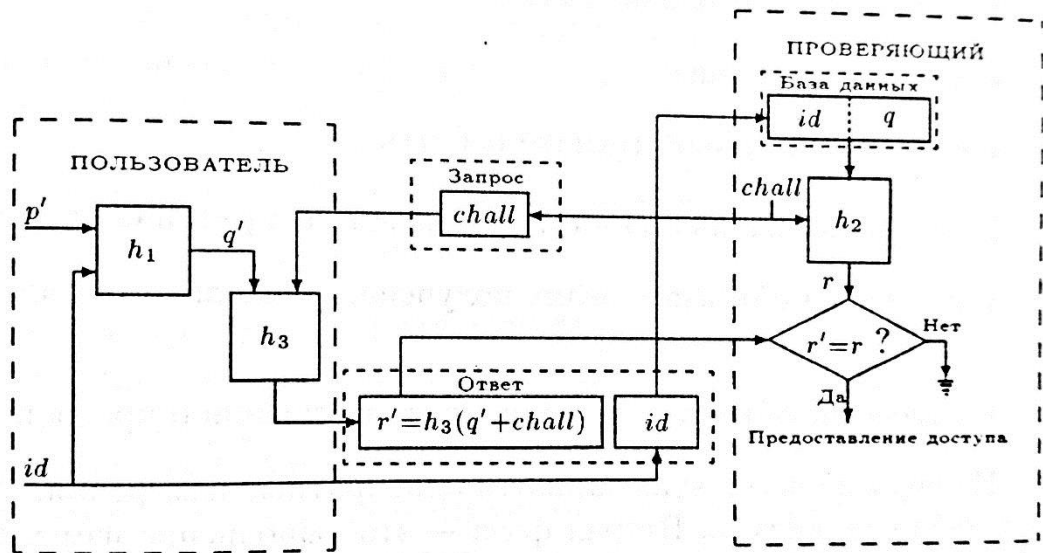 ПРОВЕРЯЮЩИЙ
База данных
id q
ПОЛЬЗОВАТЕЛЬ
Запрос
chall
chall
p'
h₁
q'
h₂
r
h₃
r'=r ?
Нет
Ответ
r'=h₃(q'+chall)
id
Да
Предоставление доступа
id